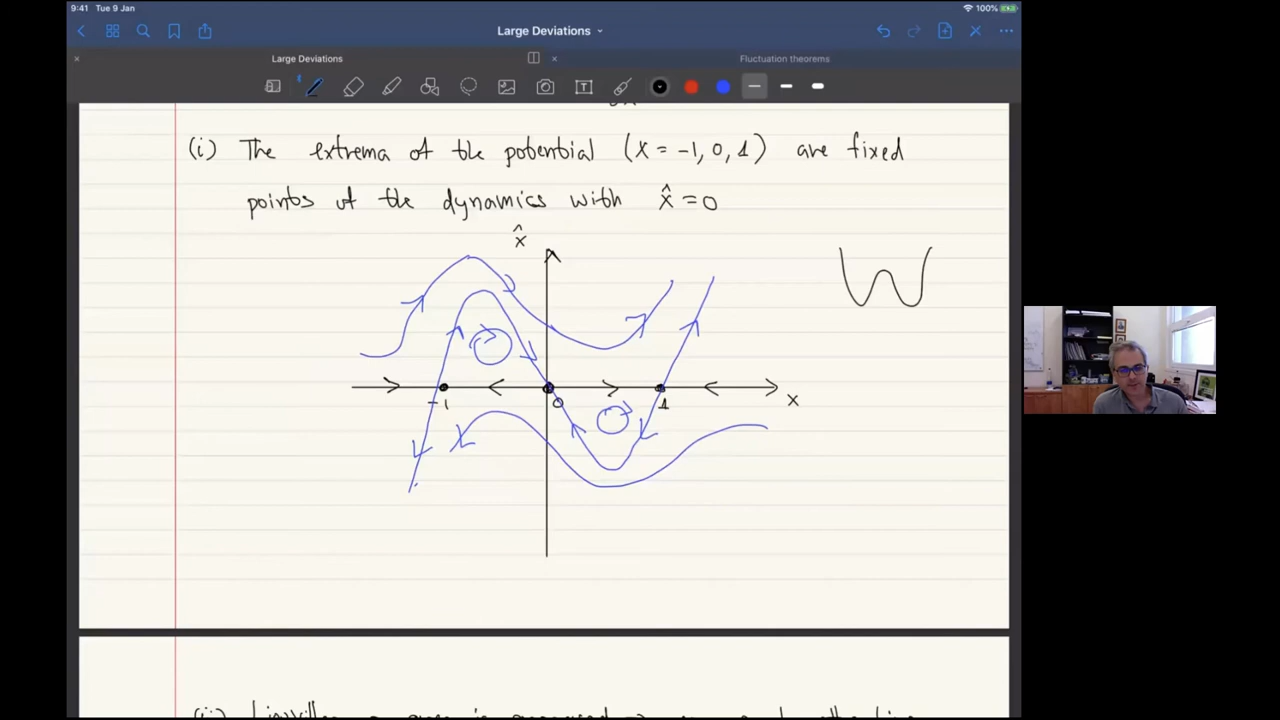 9:41 Tue 9 Jan
100%
Large Deviations
Large Deviations
Fluctuation theorems
(i) The extrema of the potential (x = -1, 0, 1) are fixed
points of the dynamics with x̂ = 0
x̂
-1
0
1
x